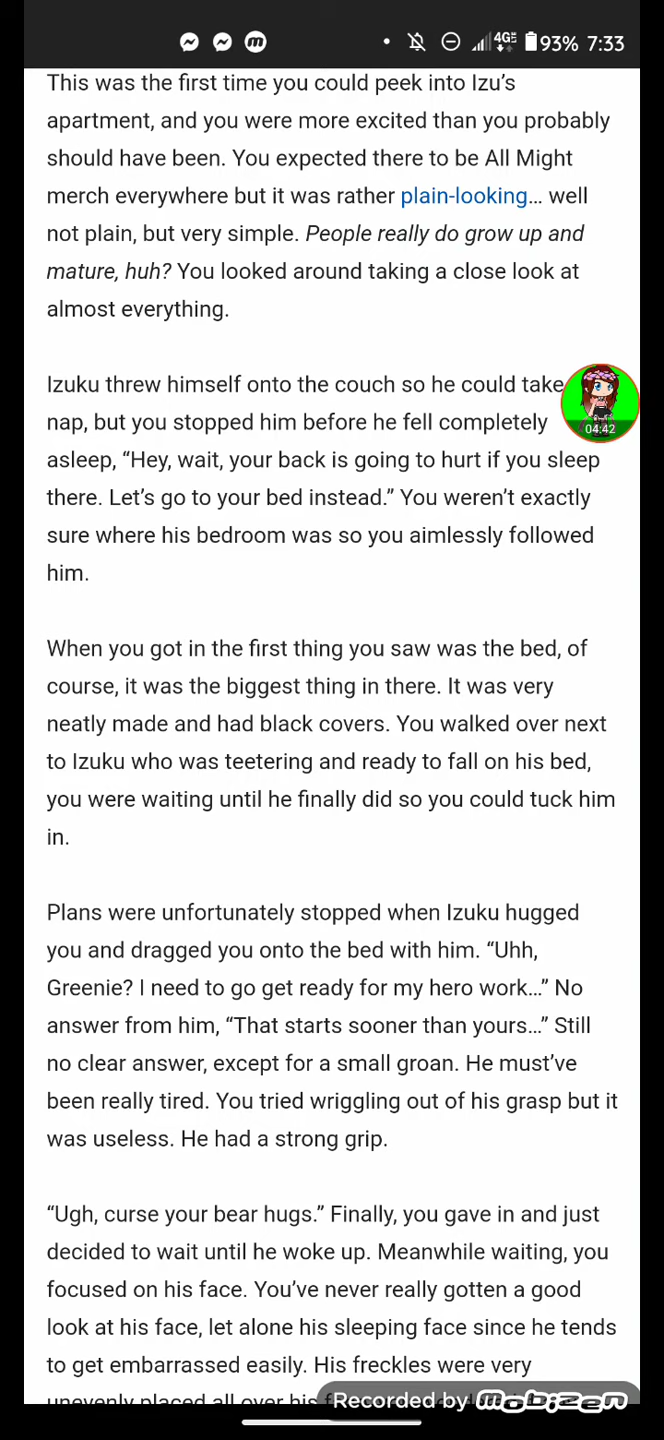 4GE 93% 7:33
This was the first time you could peek into Izu's
apartment, and you were more excited than you probably
should have been. You expected there to be All Might
merch everywhere but it was rather plain-looking… well
not plain, but very simple. People really do grow up and
mature, huh? You looked around taking a close look at
almost everything.
Izuku threw himself onto the couch so he could take
nap, but you stopped him before he fell completely
04:42
asleep, “Hey, wait, your back is going to hurt if you sleep
there. Let's go to your bed instead.” You weren't exactly
sure where his bedroom was so you aimlessly followed
him.
When you got in the first thing you saw was the bed, of
course, it was the biggest thing in there. It was very
neatly made and had black covers. You walked over next
to Izuku who was teetering and ready to fall on his bed,
you were waiting until he finally did so you could tuck him
in.
Plans were unfortunately stopped when Izuku hugged
you and dragged you onto the bed with him. “Uhh,
Greenie? I need to go get ready for my hero work…” No
answer from him, “That starts sooner than yours…” Still
no clear answer, except for a small groan. He must've
been really tired. You tried wriggling out of his grasp but it
was useless. He had a strong grip.
“Ugh, curse your bear hugs.” Finally, you gave in and just
decided to wait until he woke up. Meanwhile waiting, you
focused on his face. You've never really gotten a good
look at his face, let alone his sleeping face since he tends
to get embarrassed easily. His freckles were very
unevenly placed all over his
Recorded by Mobizen